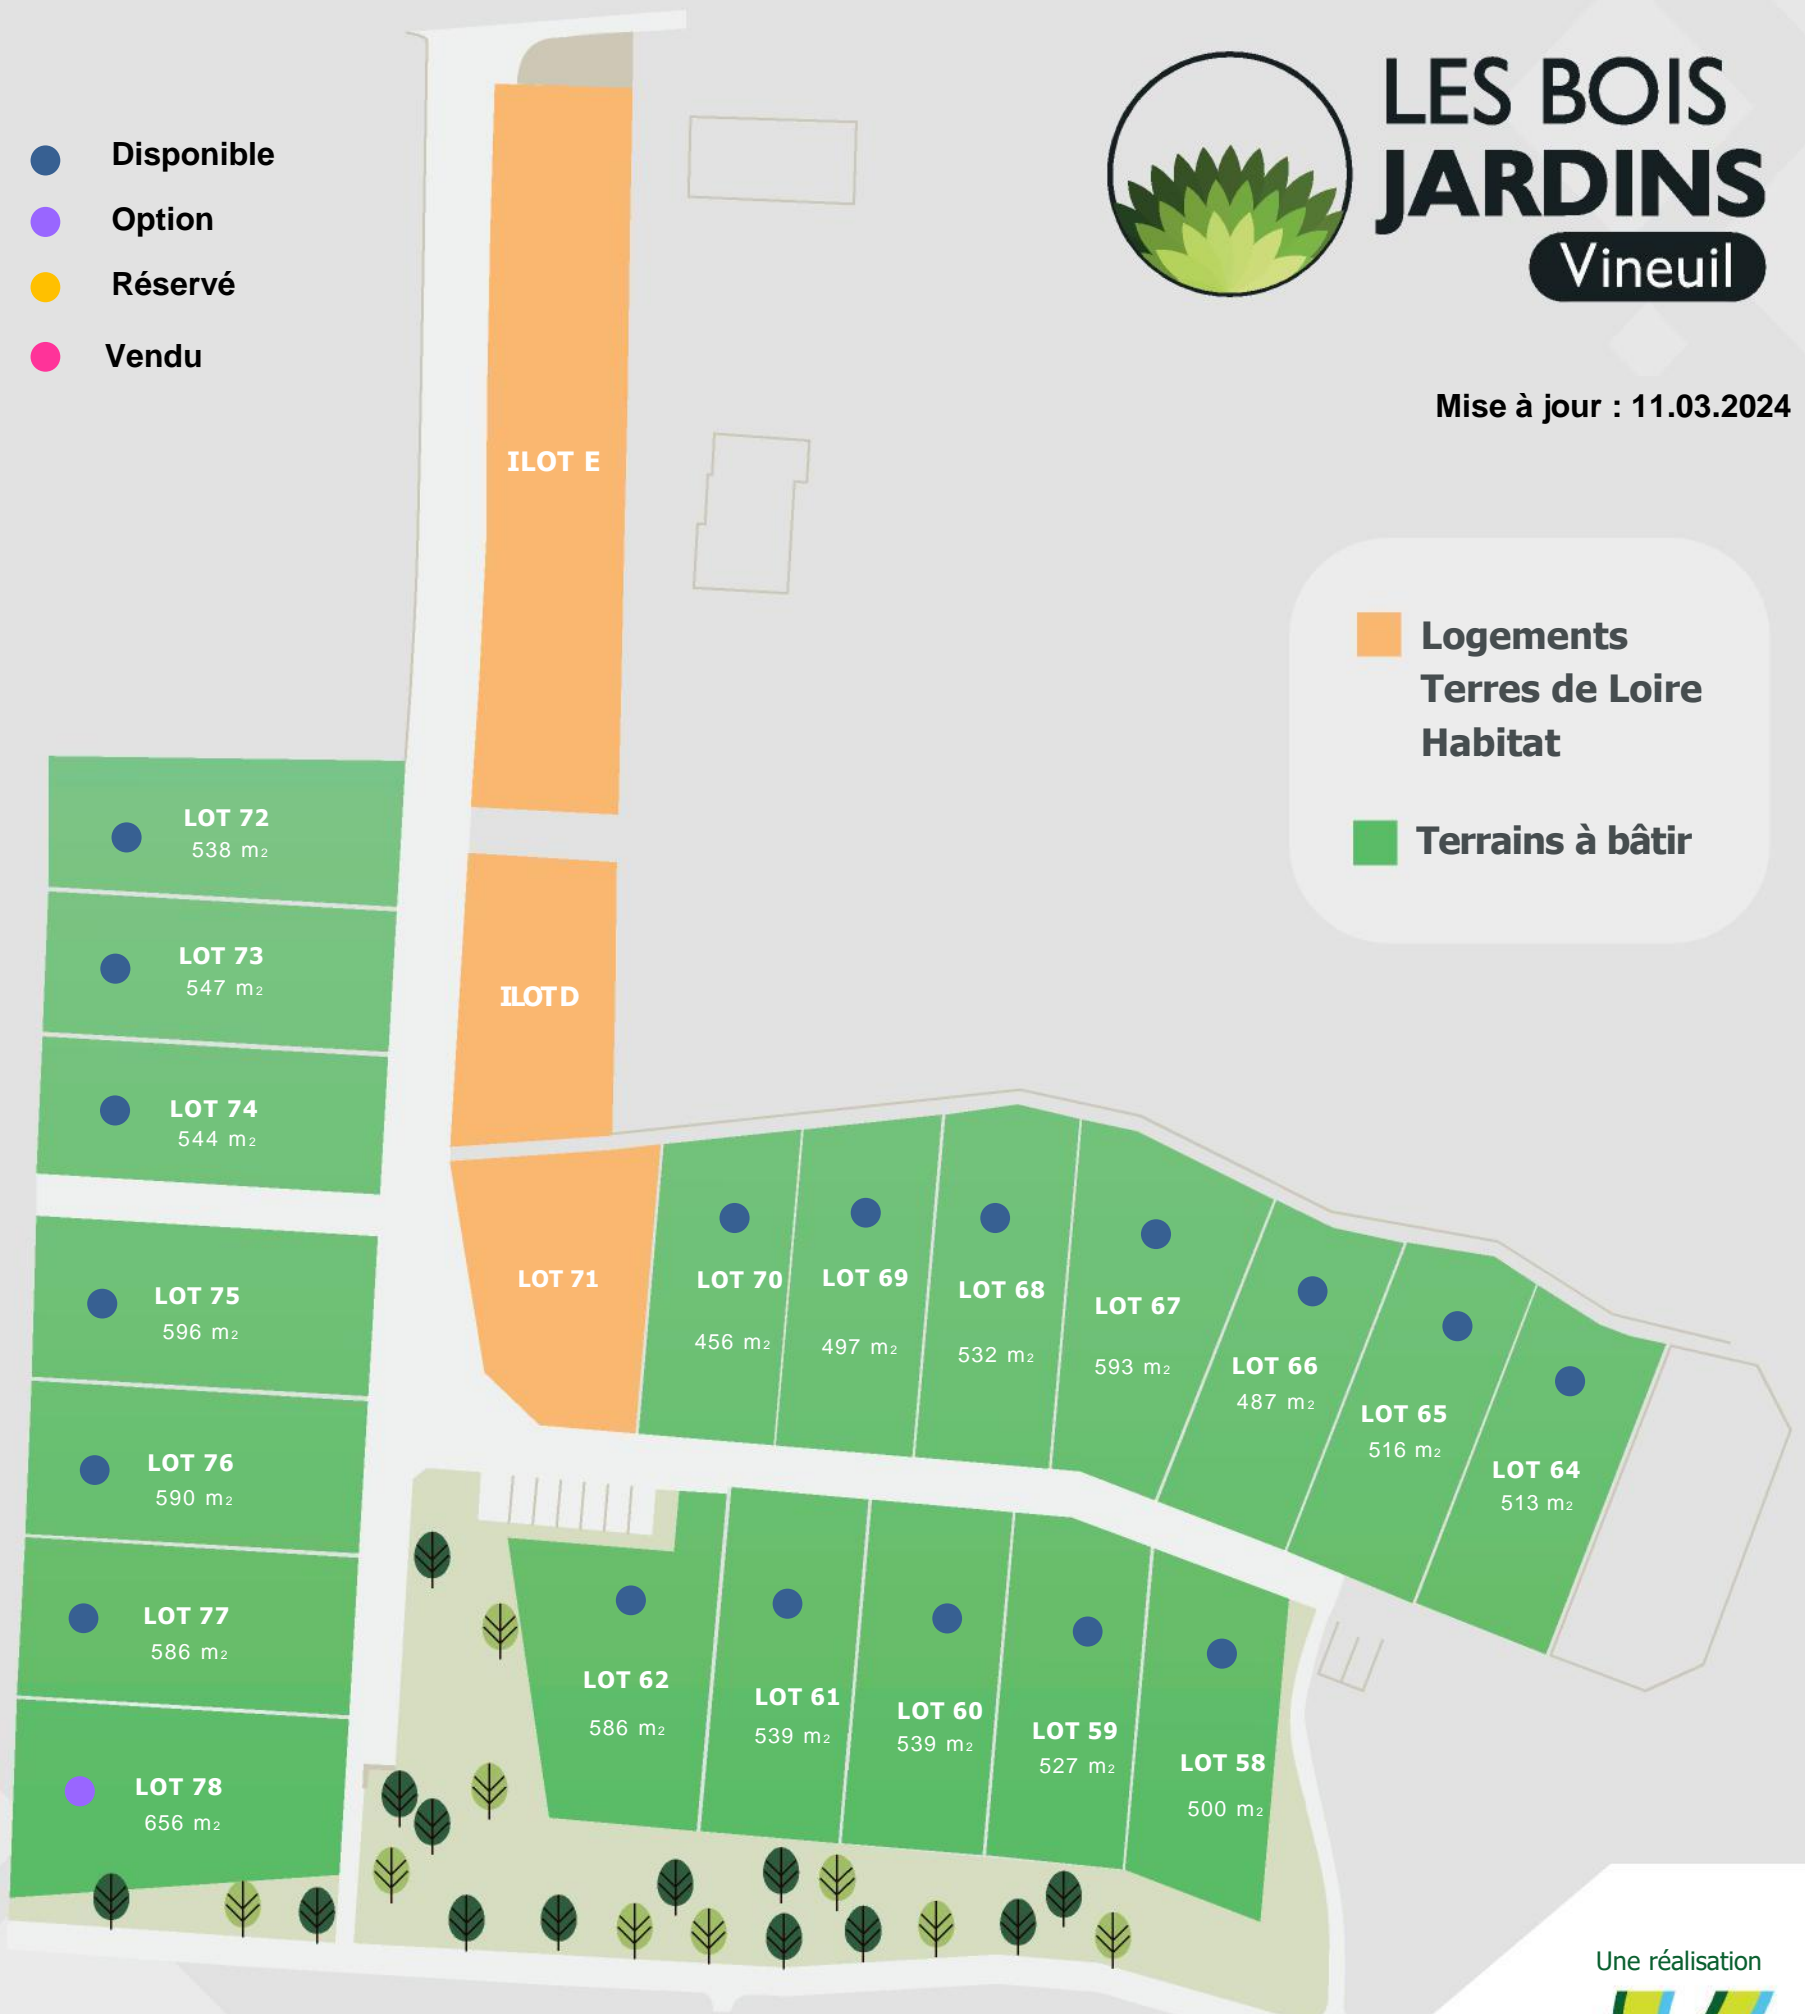 LES BOIS
JARDINS
Vineuil
Disponible
Option
Réservé
Vendu
Mise à jour : 11.03.2024
ILOT E
Logements
Terres de Loire
Habitat
Terrains à bâtir
LOT 72
538 m2
LOT 73
547 m2
LOT 74
544 m2
ILOT D
LOT 75
596 m2
LOT 76
590 m2
LOT 77
586 m2
LOT 78
656 m2
LOT 71
LOT 70
456 m2
LOT 69
497 m2
LOT 68
532 m2
LOT 67
593 m2
LOT 66
487 m2
LOT 65
516 m2
LOT 64
513 m2
LOT 62
586 m2
LOT 61
539 m2
LOT 60
539 m2
LOT 59
527 m2
LOT 58
500 m2
Une réalisation